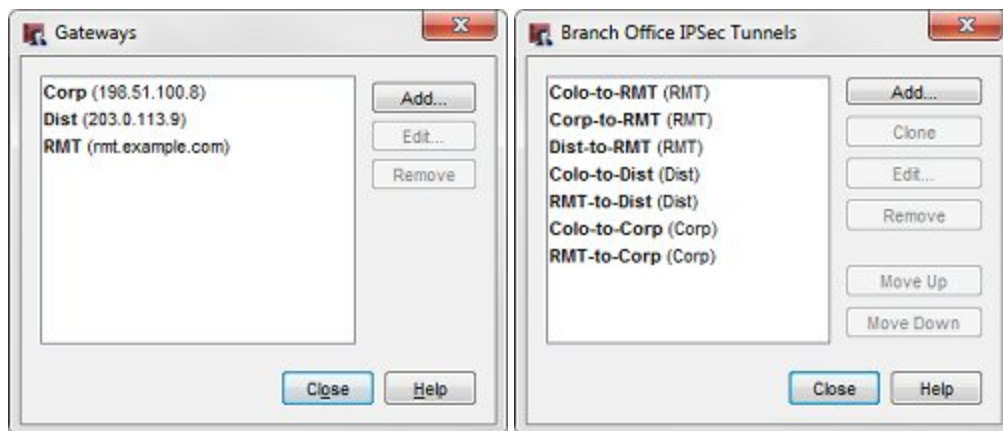 Gateways
Corp (198.51.100.8)
Dist (203.0.113.9)
RMT (rmt.example.com)
Add...
Edit...
Remove
Close
Help
Branch Office IPSec Tunnels
Colo-to-RMT (RMT)
Corp-to-RMT (RMT)
Dist-to-RMT (RMT)
Colo-to-Dist (Dist)
RMT-to-Dist (Dist)
Colo-to-Corp (Corp)
RMT-to-Corp (Corp)
Add...
Clone
Edit...
Remove
Move Up
Move Down
Close
Help